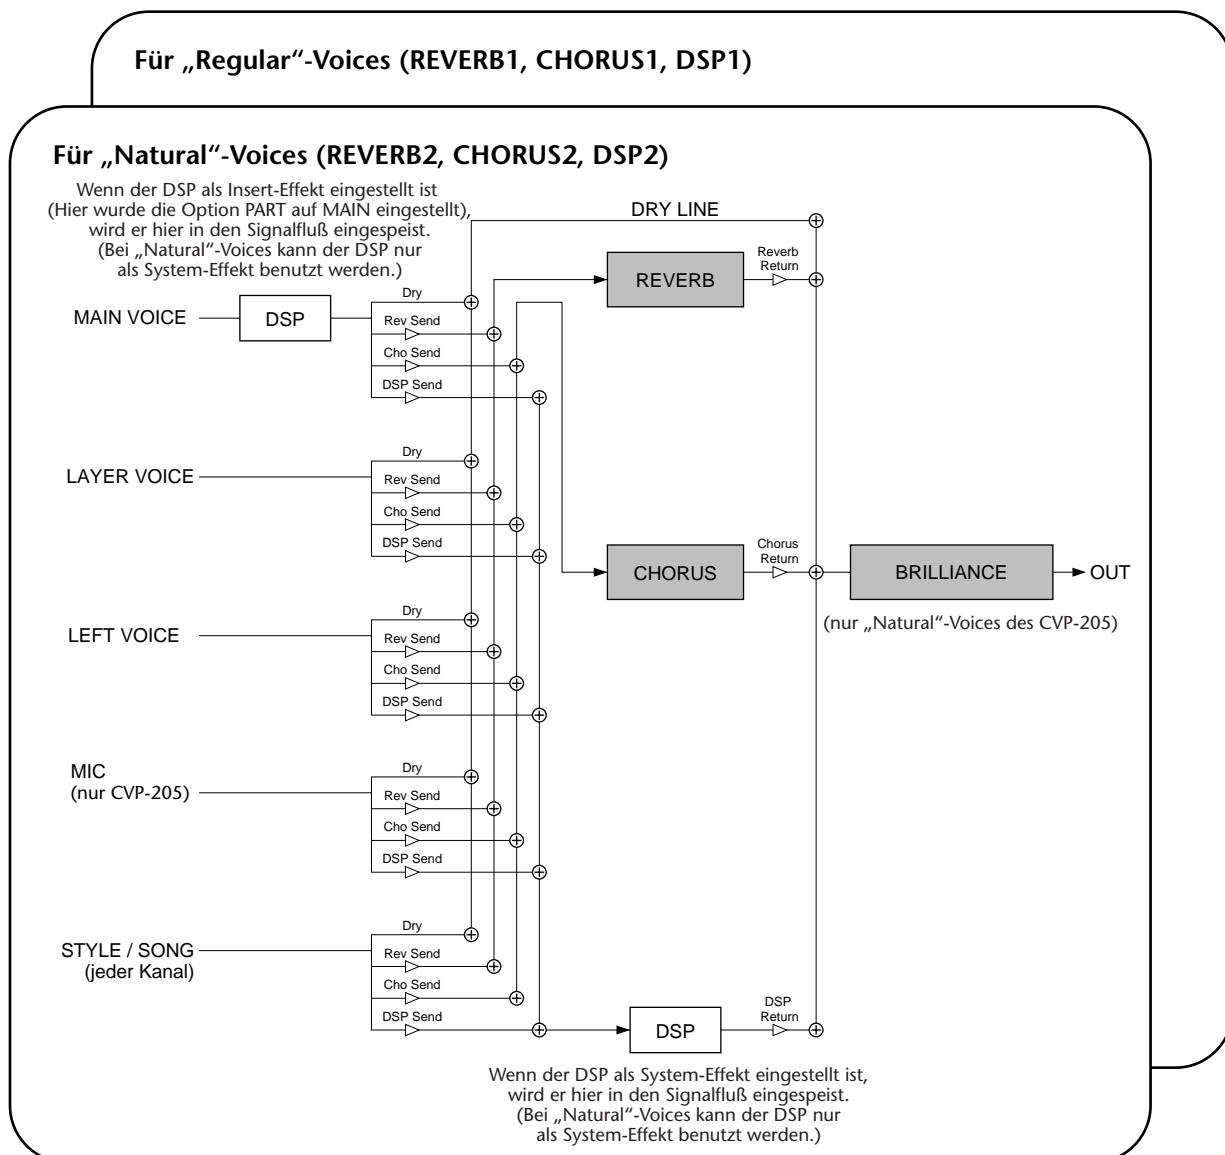 Für „Regular“-Voices (REVERB1, CHORUS1, DSP1)
Für „Natural“-Voices (REVERB2, CHORUS2, DSP2)
Wenn der DSP als Insert-Effekt eingestellt ist
(Hier wurde die Option PART auf MAIN eingestellt),
wird er hier in den Signalfluß eingespeist.
(Bei „Natural“-Voices kann der DSP nur
als System-Effekt benutzt werden.)
DRY LINE
REVERB
Reverb
Return
MAIN VOICE
DSP
Dry
Rev Send
Cho Send
DSP Send
LAYER VOICE
Dry
Rev Send
Cho Send
DSP Send
CHORUS
Chorus
Return
BRILLIANCE
OUT
(nur „Natural“-Voices des CVP-205)
LEFT VOICE
Dry
Rev Send
Cho Send
DSP Send
MIC
(nur CVP-205)
Dry
Rev Send
Cho Send
DSP Send
STYLE / SONG
(jeder Kanal)
Dry
Rev Send
Cho Send
DSP Send
DSP
DSP
Return
Wenn der DSP als System-Effekt eingestellt ist,
wird er hier in den Signalfluß eingespeist.
(Bei „Natural“-Voices kann der DSP nur
als System-Effekt benutzt werden.)